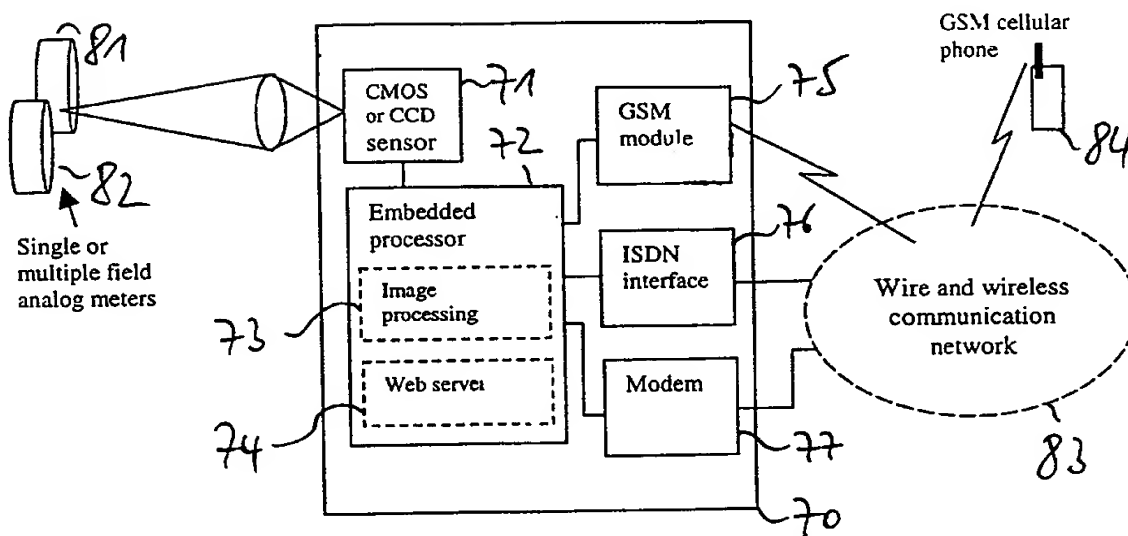 81
82
Single or
multiple field
analog meters
CMOS
or CCD
sensor
71
72
Embedded
processor
Image
processing
73
Web server
74
GSM
module
75
ISDN
interface
76
Modem
77
70
GSM cellular
phone
84
Wire and wireless
communication
network
83